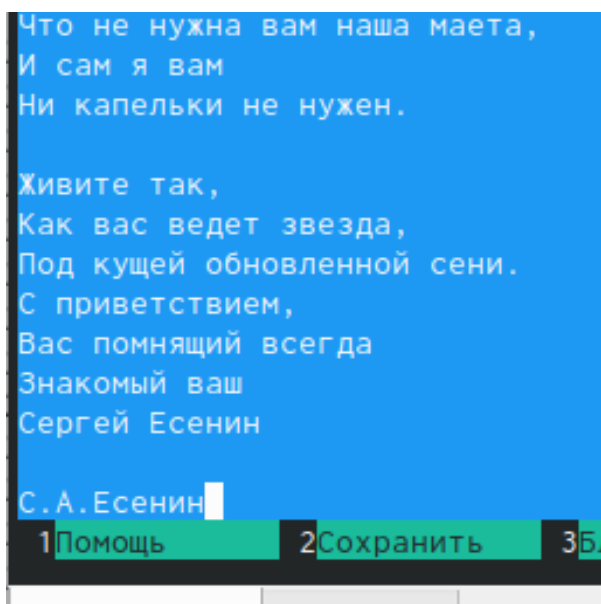 Что не нужна вам наша маета,
И сам я вам
Ни капельки не нужен.
Живите так,
Как вас ведет звезда,
Под кущей обновленной сени.
С приветствием,
Вас помнящий всегда
Знакомый ваш
Сергей Есенин
С.А.Есенин
1Помощь 2Сохранить 3